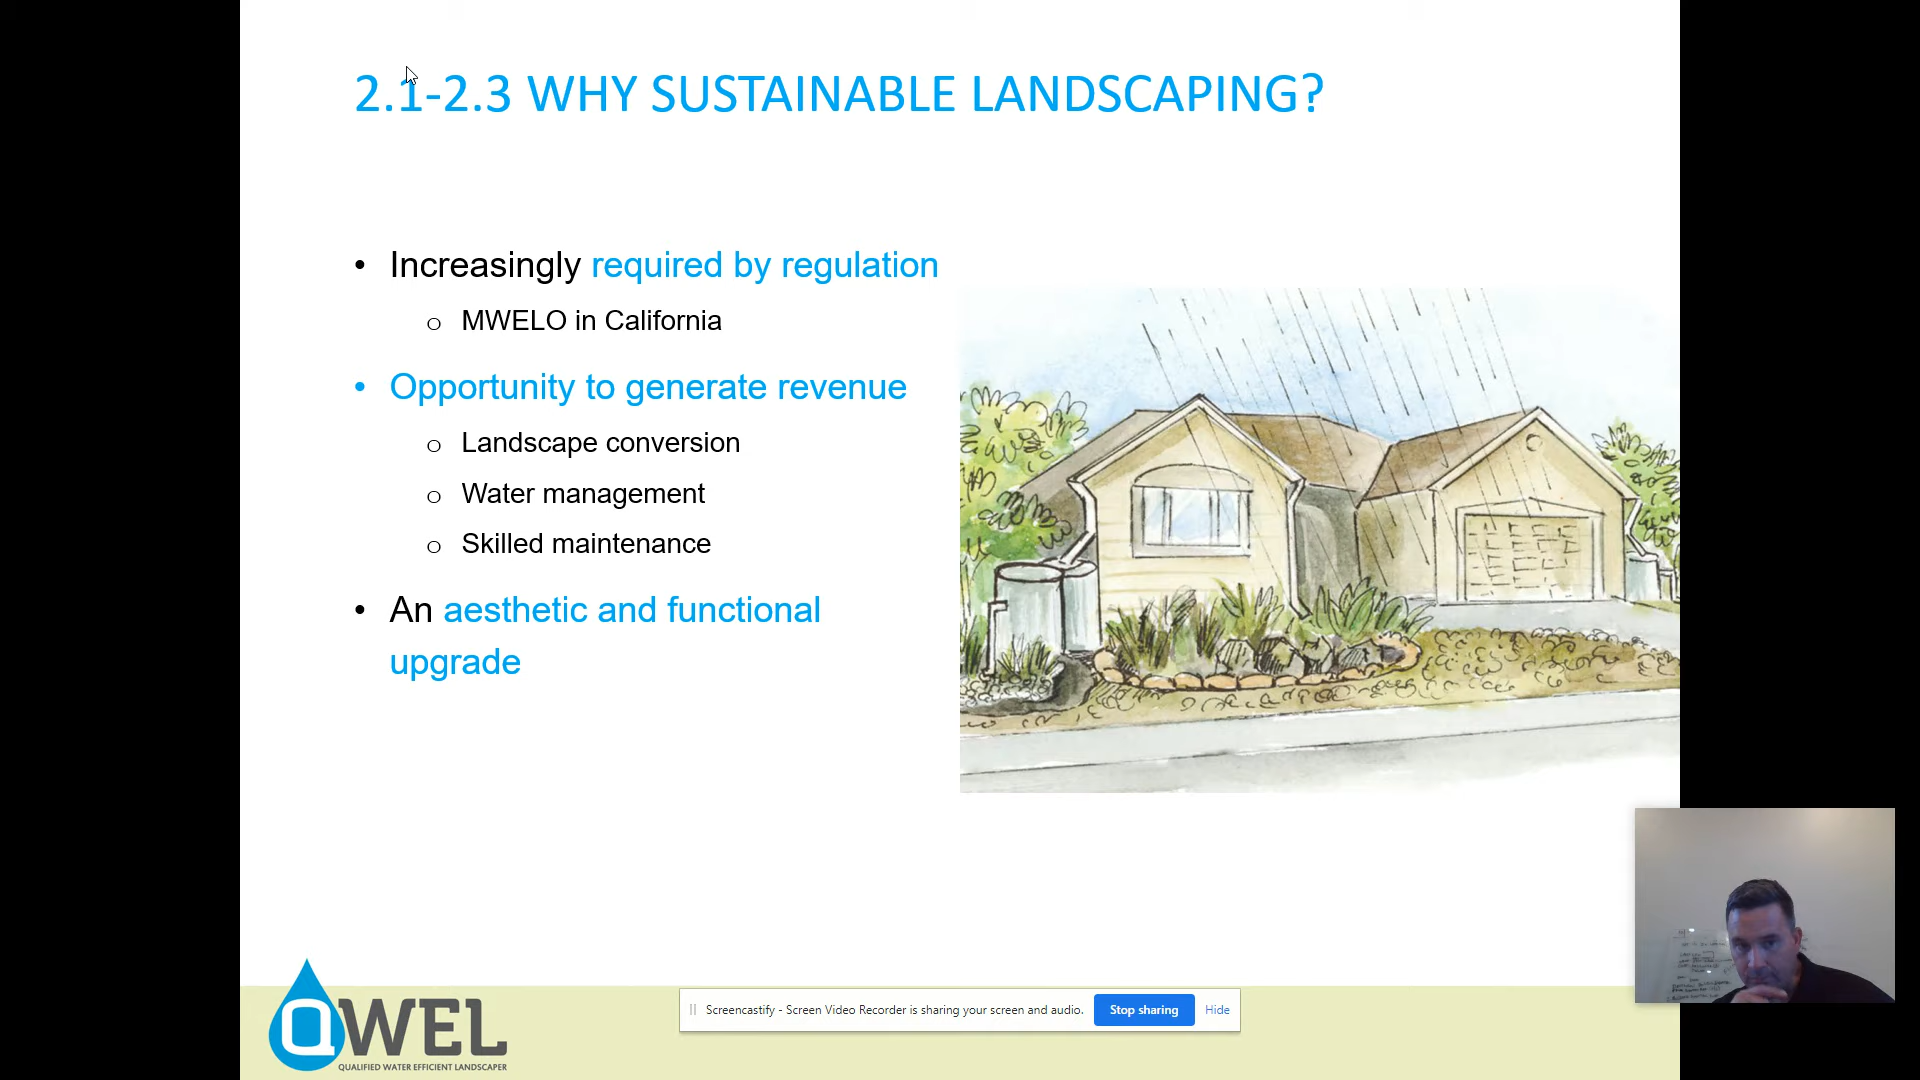 2.1-2.3 WHY SUSTAINABLE LANDSCAPING?
• Increasingly required by regulation
o MWELO in California
• Opportunity to generate revenue
o Landscape conversion
o Water management
o Skilled maintenance
• An aesthetic and functional
upgrade
QWEL
QUALIFIED WATER EFFICIENT LANDSCAPER
Screencastify - Screen Video Recorder is sharing your screen and audio. Stop sharing Hide